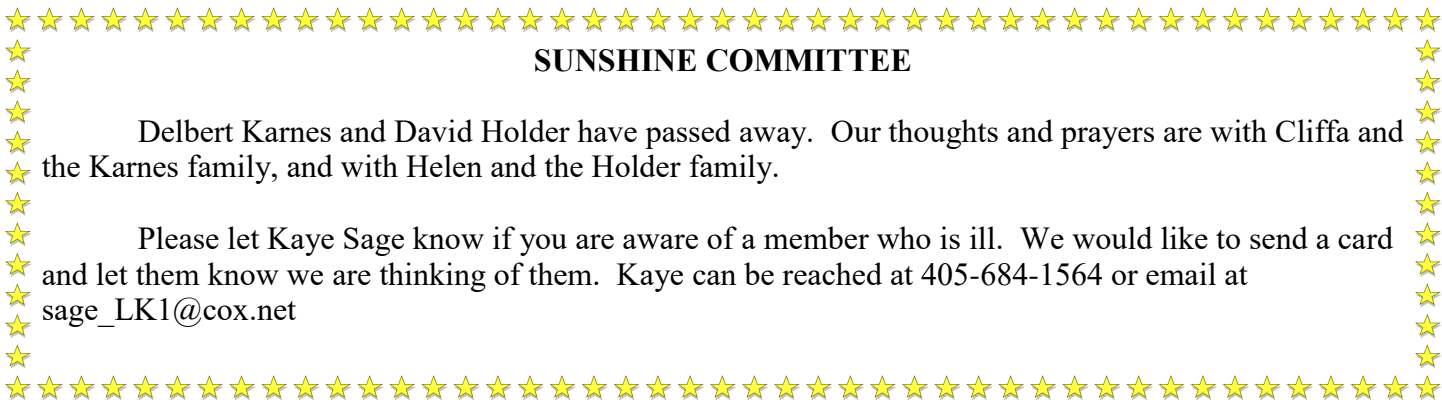 SUNSHINE COMMITTEE
Delbert Karnes and David Holder have passed away.  Our thoughts and prayers are with Cliffa and
the Karnes family, and with Helen and the Holder family.
Please let Kaye Sage know if you are aware of a member who is ill.  We would like to send a card
and let them know we are thinking of them.  Kaye can be reached at 405-684-1564 or email at
sage_LK1@cox.net